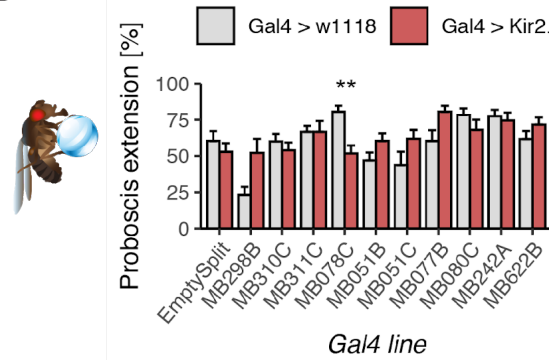 Gal4 > w1118
Gal4 > Kir2.
Proboscis extension [%]
100
75
50
25
0
**
EmptySplit
MB298B
MB310C
MB311C
MB078C
MB051B
MB051C
MB077B
MB080C
MB242A
MB622B
Gal4 line